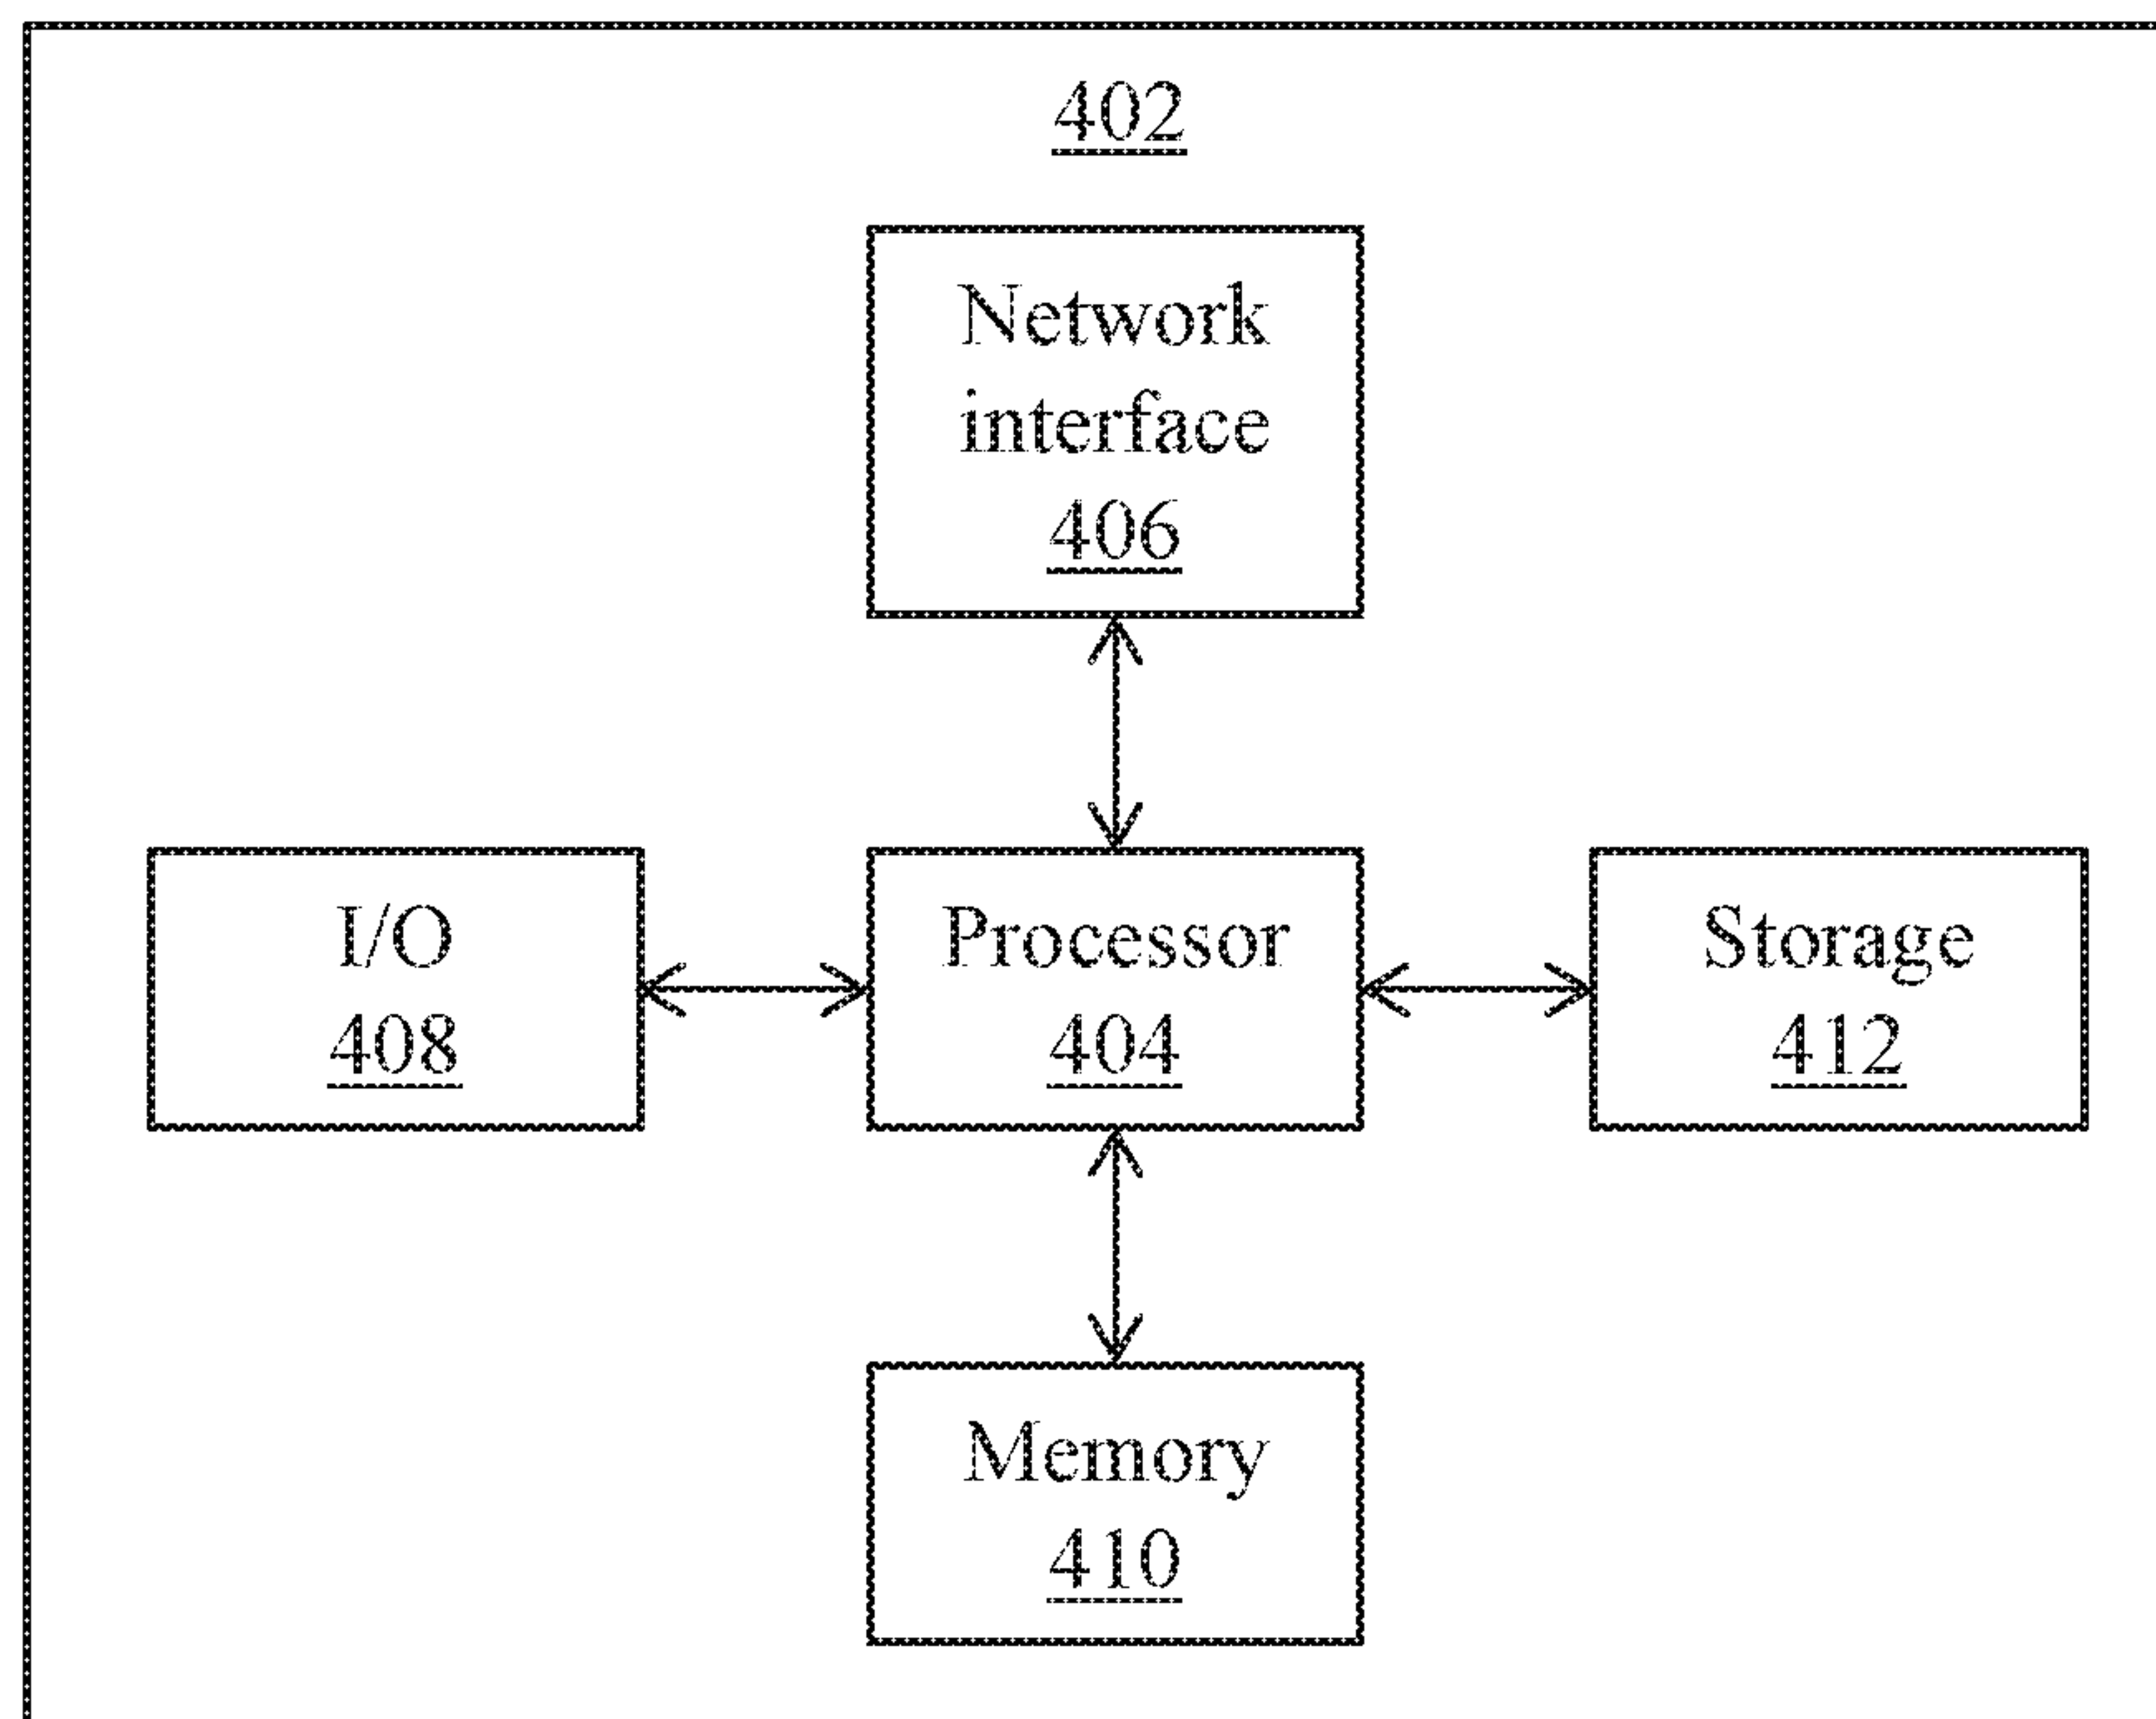 402
Network
interface
406
I/O
408
Processor
404
Storage
412
Memory
410